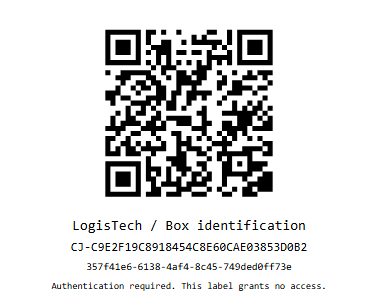 LogisTech / Box identification
CJ-C9E2F19C8918454C8E60CAE03853D0B2
357f41e6-6138-4af4-8c45-749ded0ff73e
Authentication required. This label grants no access.